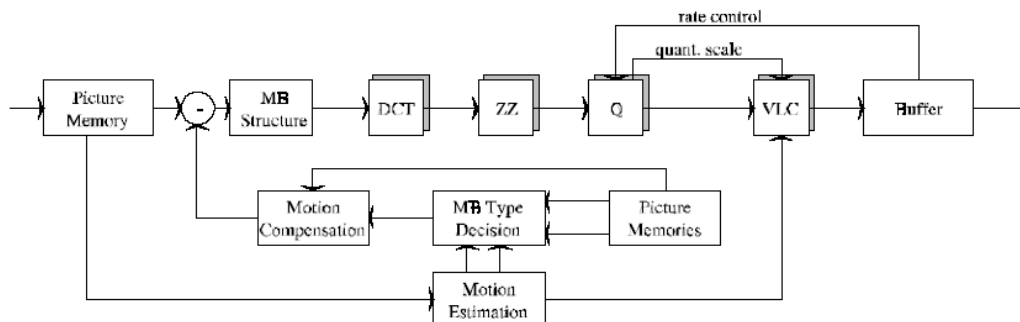 rate control
quant. scale
Picture
Memory
-
MB
Structure
DCT
ZZ
Q
VLC
Buffer
Motion
Compensation
MB Type
Decision
Picture
Memories
Motion
Estimation